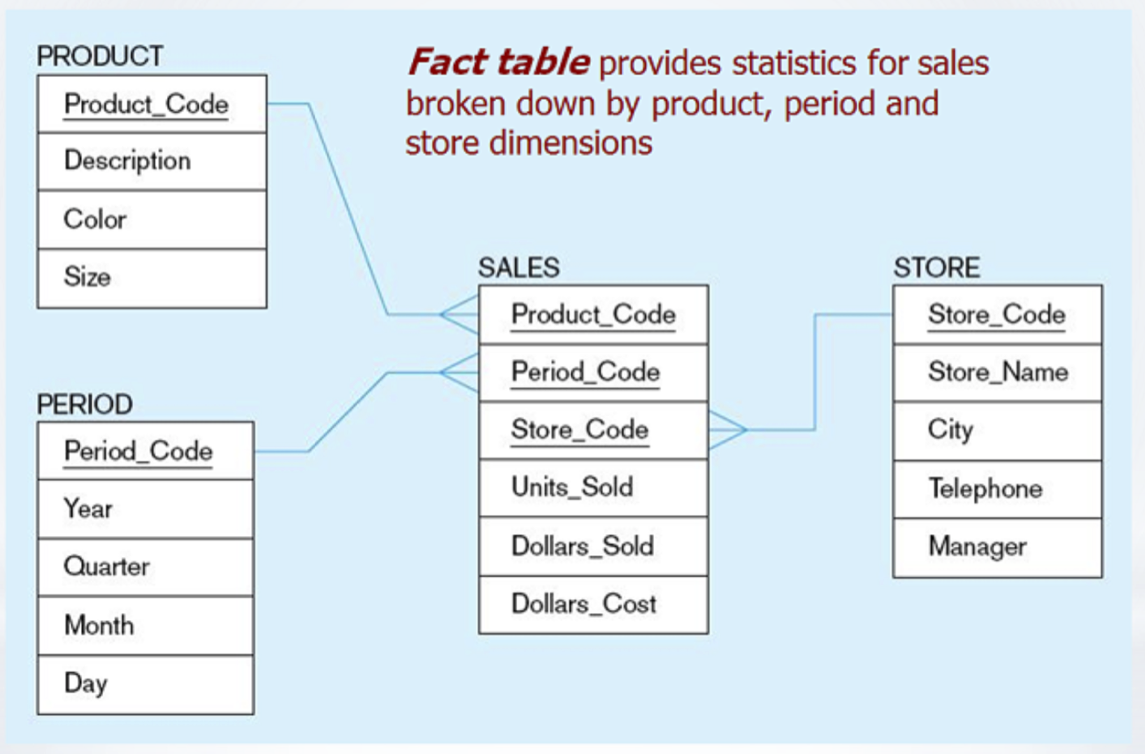 PRODUCT
Product_Code
Description
Color
Size
Fact table provides statistics for sales
broken down by product, period and
store dimensions
PERIOD
Period_Code
Year
Quarter
Month
Day
SALES
Product_Code
Period_Code
Store_Code
Units_Sold
Dollars_Sold
Dollars_Cost
STORE
Store_Code
Store_Name
City
Telephone
Manager